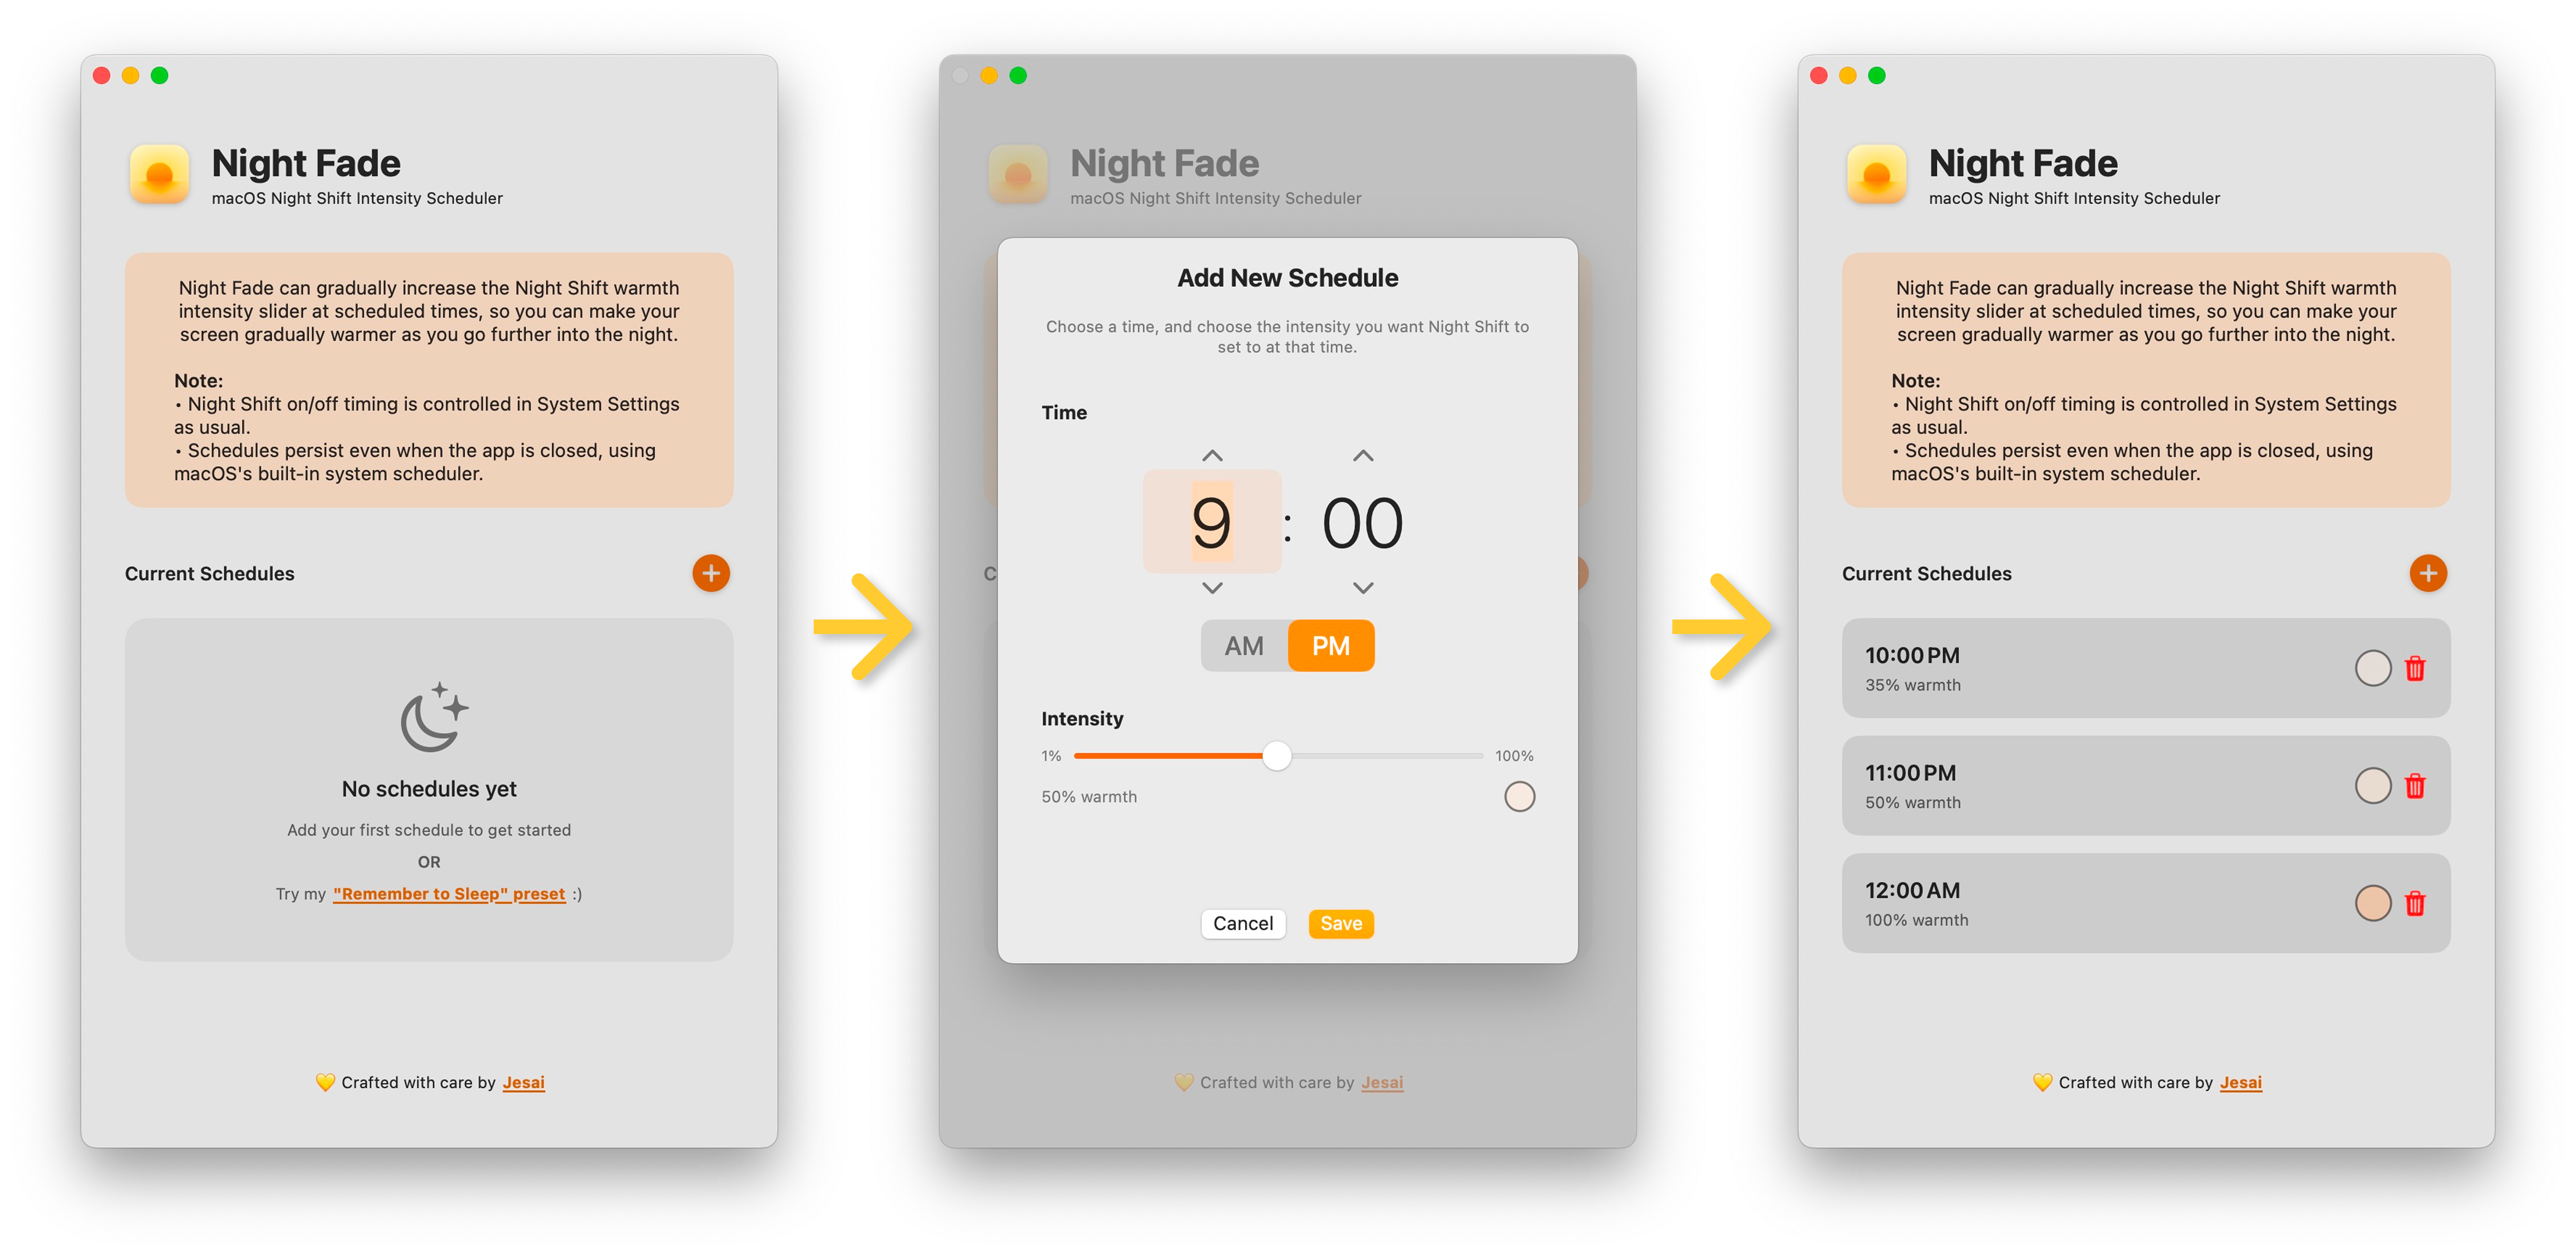 Night Fade
macOS Night Shift Intensity Scheduler
Night Fade can gradually increase the Night Shift warmth
intensity slider at scheduled times, so you can make your
screen gradually warmer as you go further into the night.
Note:
• Night Shift on/off timing is controlled in System Settings
as usual.
• Schedules persist even when the app is closed, using
macOS's built-in system scheduler.
Current Schedules
No schedules yet
Add your first schedule to get started
OR
Try my "Remember to Sleep" preset :)
💛 Crafted with care by Jesai
Night Fade
macOS Night Shift Intensity Scheduler
C
Add New Schedule
Choose a time, and choose the intensity you want Night Shift to
set to at that time.
Time
9 : 00
AM PM
Intensity
1% 100%
50% warmth
Cancel Save
💛 Crafted with care by Jesai
Night Fade
macOS Night Shift Intensity Scheduler
Night Fade can gradually increase the Night Shift warmth
intensity slider at scheduled times, so you can make your
screen gradually warmer as you go further into the night.
Note:
• Night Shift on/off timing is controlled in System Settings
as usual.
• Schedules persist even when the app is closed, using
macOS's built-in system scheduler.
Current Schedules
10:00 PM
35% warmth
11:00 PM
50% warmth
12:00 AM
100% warmth
💛 Crafted with care by Jesai